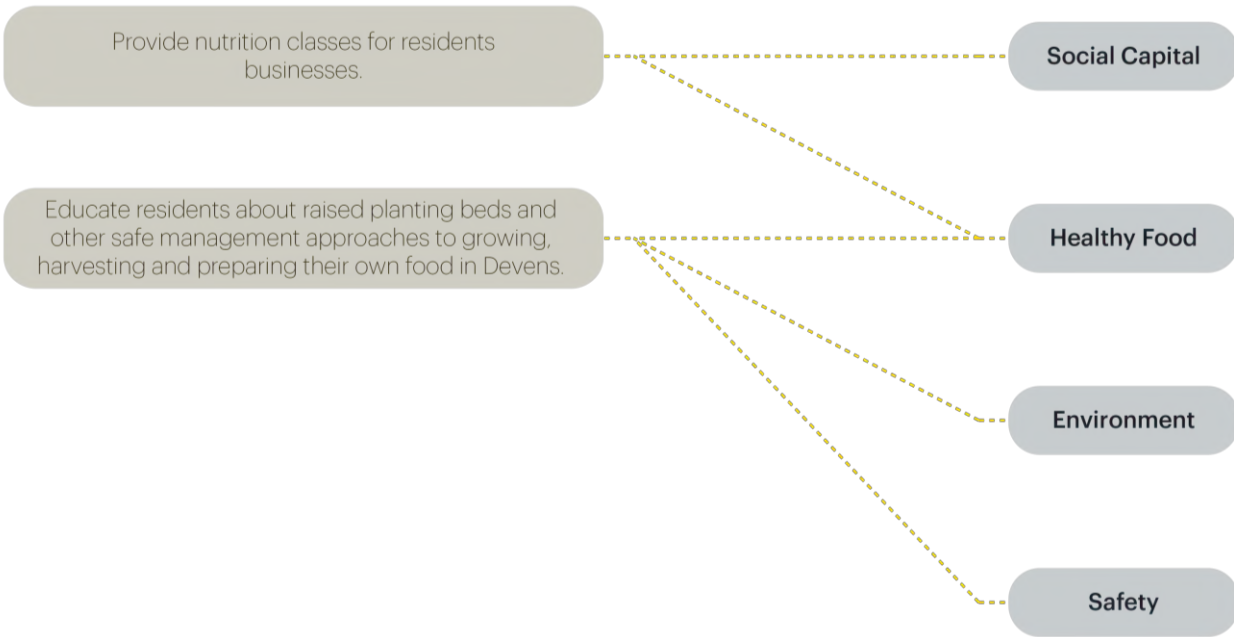 Provide nutrition classes for residents
businesses.
Social Capital
Educate residents about raised planting beds and
other safe management approaches to growing,
harvesting and preparing their own food in Devens.
Healthy Food
Environment
Safety